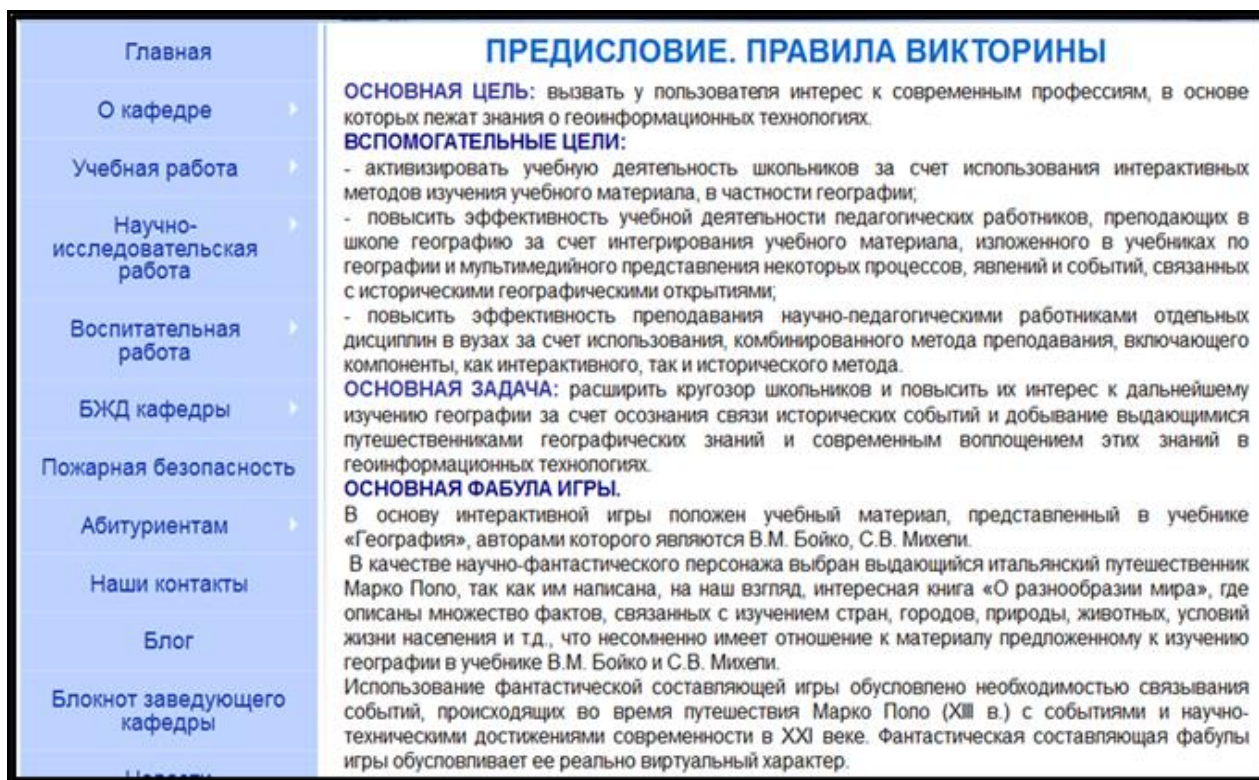 Главная
О кафедре
Учебная работа
Научно-
исследовательская
работа
Воспитательная
работа
БЖД кафедры
Пожарная безопасность
Абитуриентам
Наши контакты
Блог
Блокнот заведующего
кафедры
Новости
ПРЕДИСЛОВИЕ. ПРАВИЛА ВИКТОРИНЫ
ОСНОВНАЯ ЦЕЛЬ: вызвать у пользователя интерес к современным профессиям, в основе
которых лежат знания о геоинформационных технологиях.
ВСПОМОГАТЕЛЬНЫЕ ЦЕЛИ:
- активизировать учебную деятельность школьников за счет использования интерактивных
методов изучения учебного материала, в частности географии;
- повысить эффективность учебной деятельности педагогических работников, преподающих в
школе географию за счет интегрирования учебного материала, изложенного в учебниках по
географии и мультимедийного представления некоторых процессов, явлений и событий, связанных
с историческими географическими открытиями;
- повысить эффективность преподавания научно-педагогическими работниками отдельных
дисциплин в вузах за счет использования, комбинированного метода преподавания, включающего
компоненты, как интерактивного, так и исторического метода.
ОСНОВНАЯ ЗАДАЧА: расширить кругозор школьников и повысить их интерес к дальнейшему
изучению географии за счет осознания связи исторических событий и добывание выдающимися
путешественниками географических знаний и современным воплощением этих знаний в
геоинформационных технологиях.
ОСНОВНАЯ ФАБУЛА ИГРЫ.
В основу интерактивной игры положен учебный материал, представленный в учебнике
«География», авторами которого являются В.М. Бойко, С.В. Михели.
В качестве научно-фантастического персонажа выбран выдающийся итальянский путешественник
Марко Поло, так как им написана, на наш взгляд, интересная книга «О разнообразии мира», где
описаны множество фактов, связанных с изучением стран, городов, природы, животных, условий
жизни населения и т.д., что несомненно имеет отношение к материалу предложенному к изучению
географии в учебнике В.М. Бойко и С.В. Михели.
Использование фантастической составляющей игры обусловлено необходимостью связывания
событий, происходящих во время путешествия Марко Поло (XIII в.) с событиями и научно-
техническими достижениями современности в XXI веке. Фантастическая составляющая фабулы
игры обусловливает ее реально виртуальный характер.